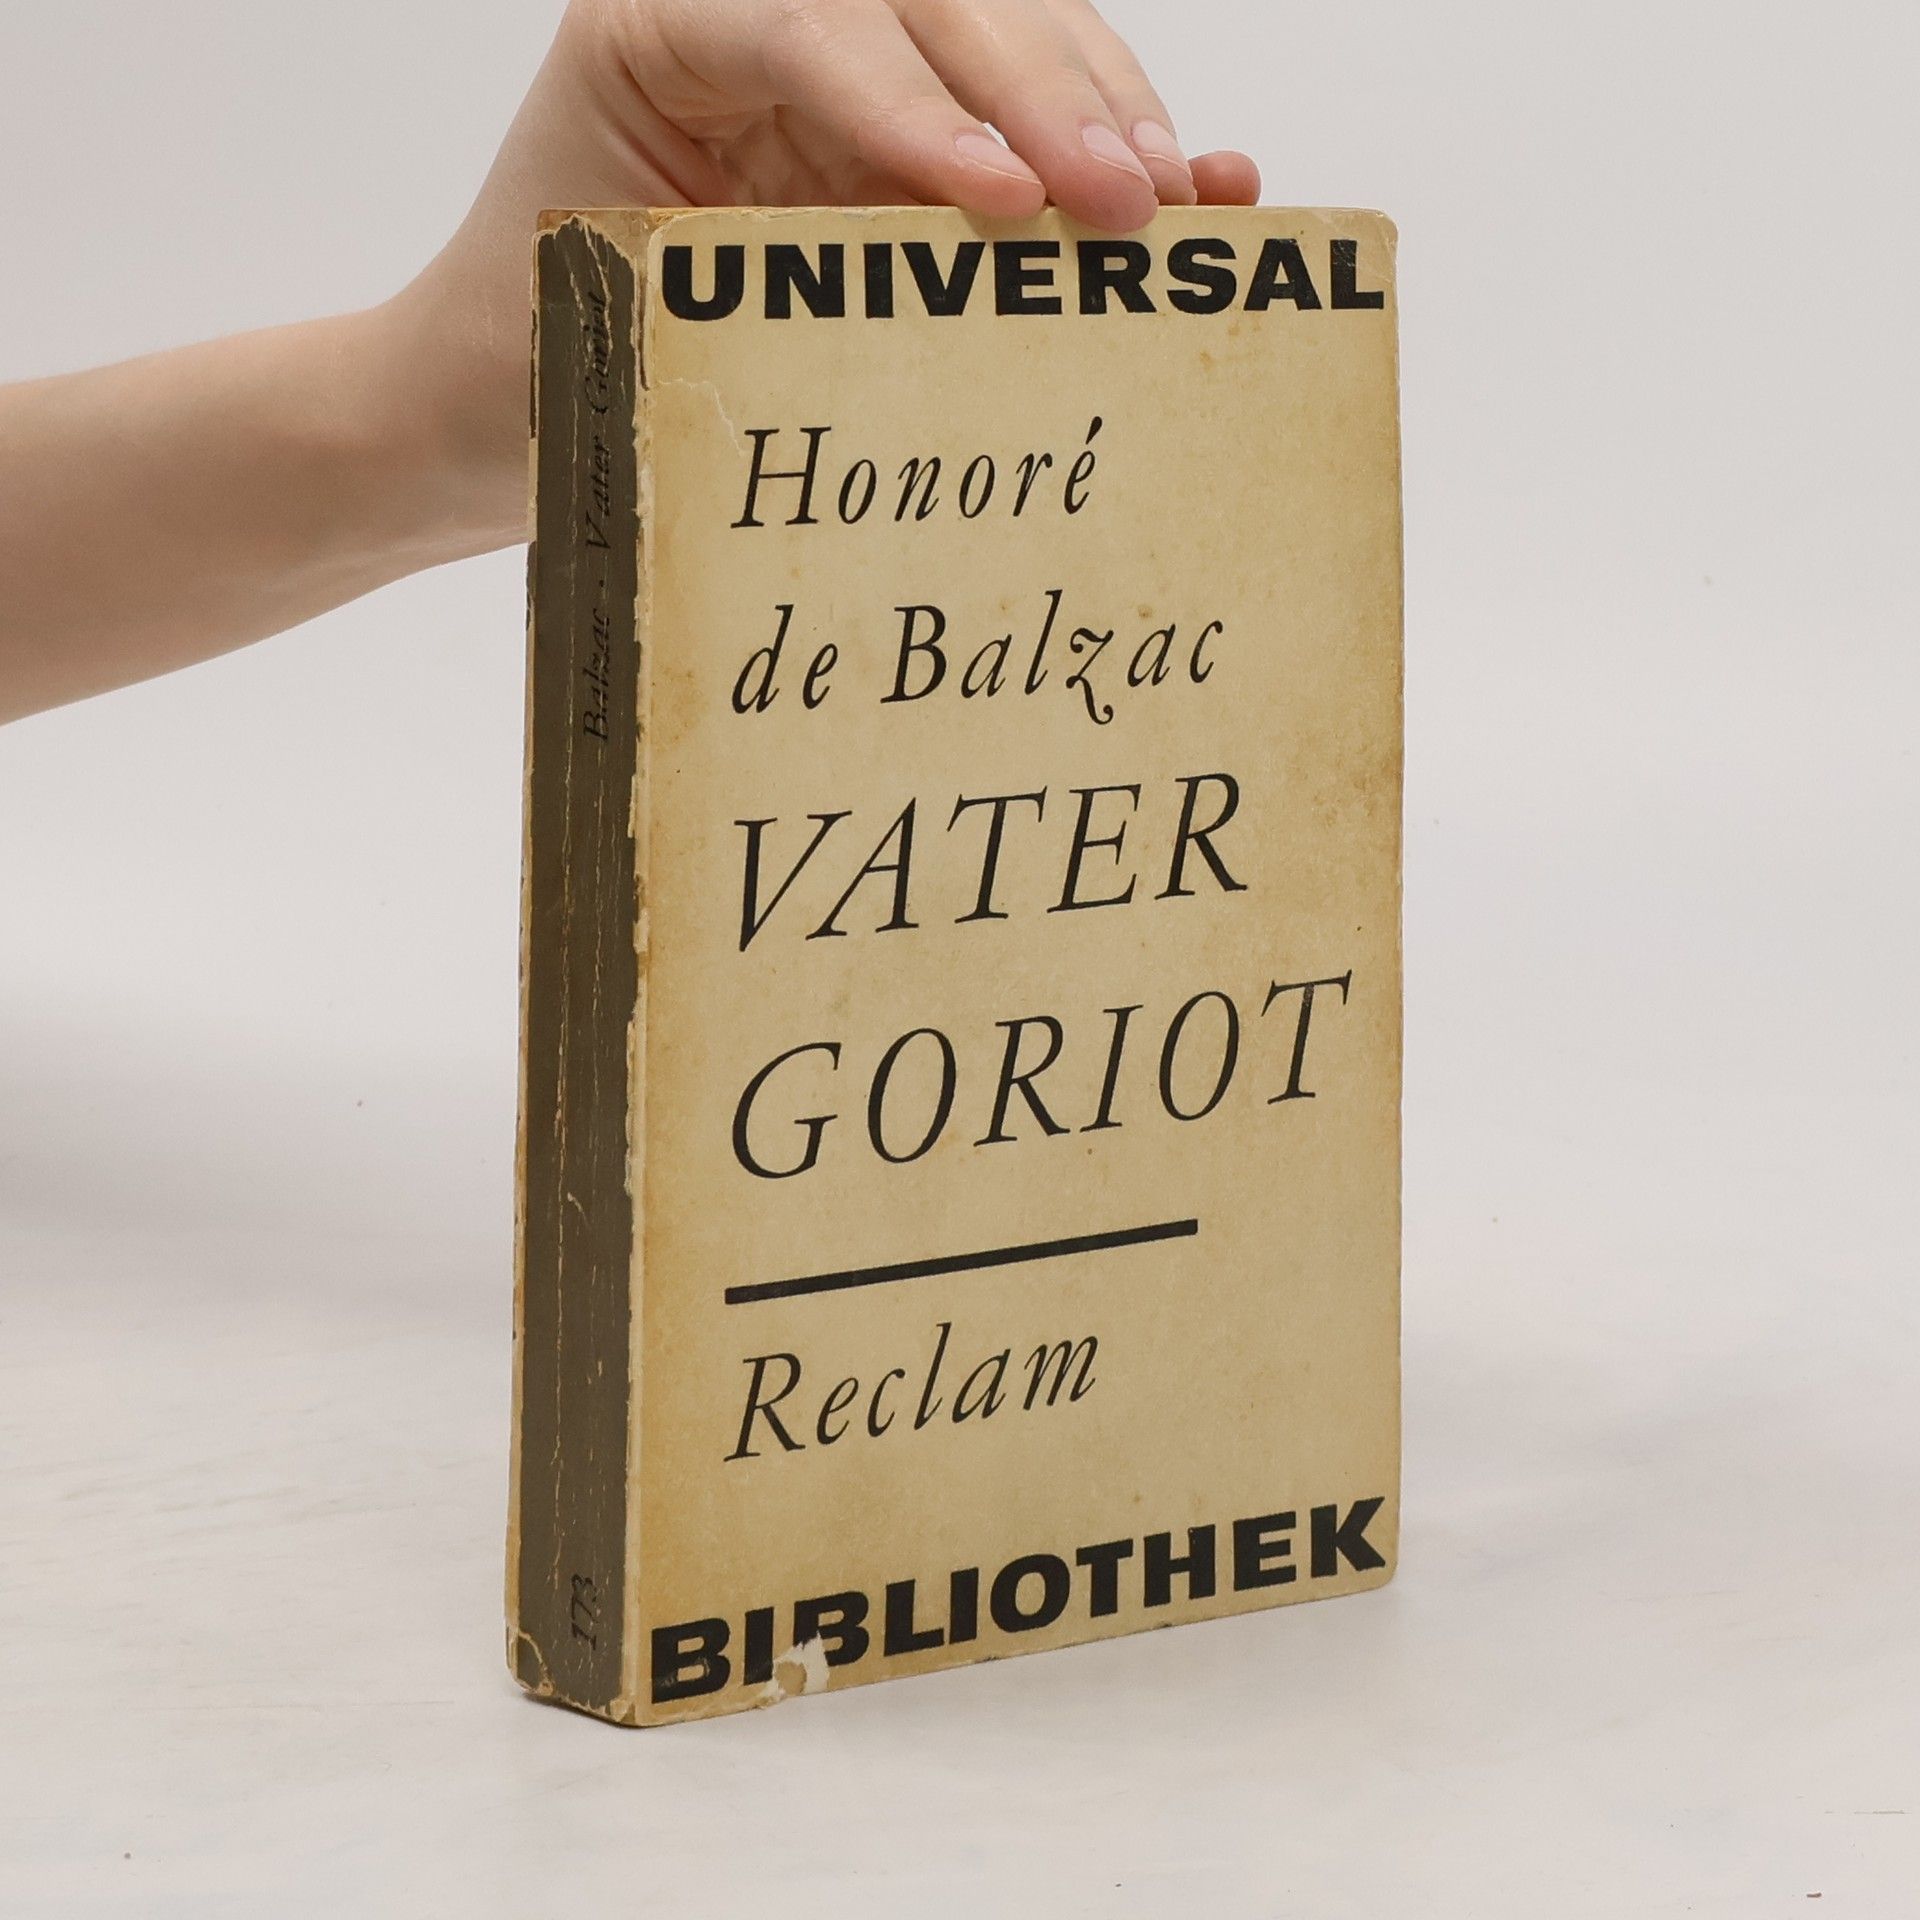 UNIVERSAL
Honoré
de Balzac
VATER
GORIOT
Reclam
BIBLIOTHEK
Balzac · Vater Goriot
173